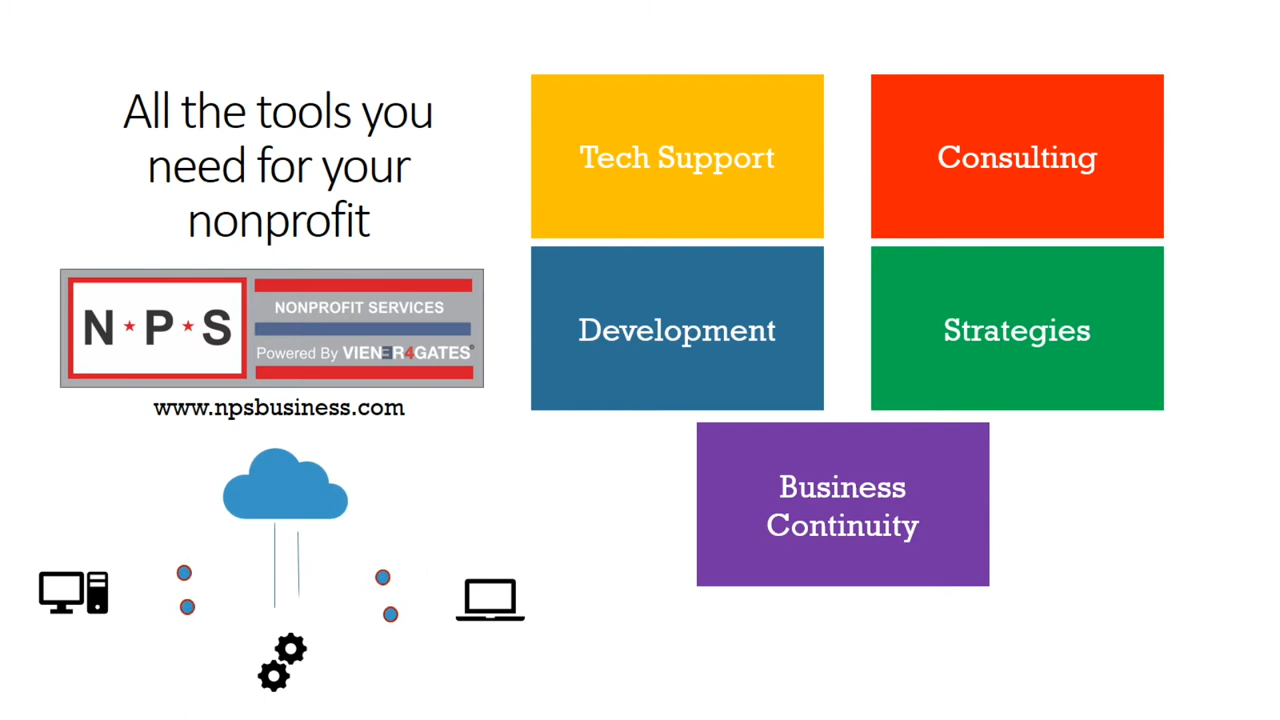 All the tools you
need for your
nonprofit
N★P★S
NONPROFIT SERVICES
Powered By VIENER4GATES
www.npsbusiness.com
Tech Support
Consulting
Development
Strategies
Business
Continuity